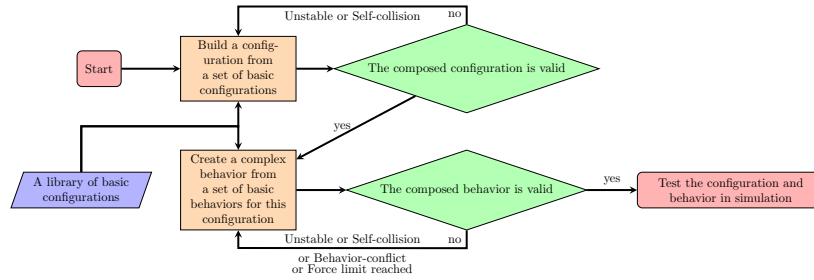 Unstable or Self-collision
no
Build a config-
uration from
a set of basic
configurations
Start
The composed configuration is valid
yes
A library of basic
configurations
Create a complex
behavior from
a set of basic
behaviors for this
configuration
The composed behavior is valid
yes
Test the configuration and
behavior in simulation
Unstable or Self-collision
no
or Behavior-conflict
or Force limit reached